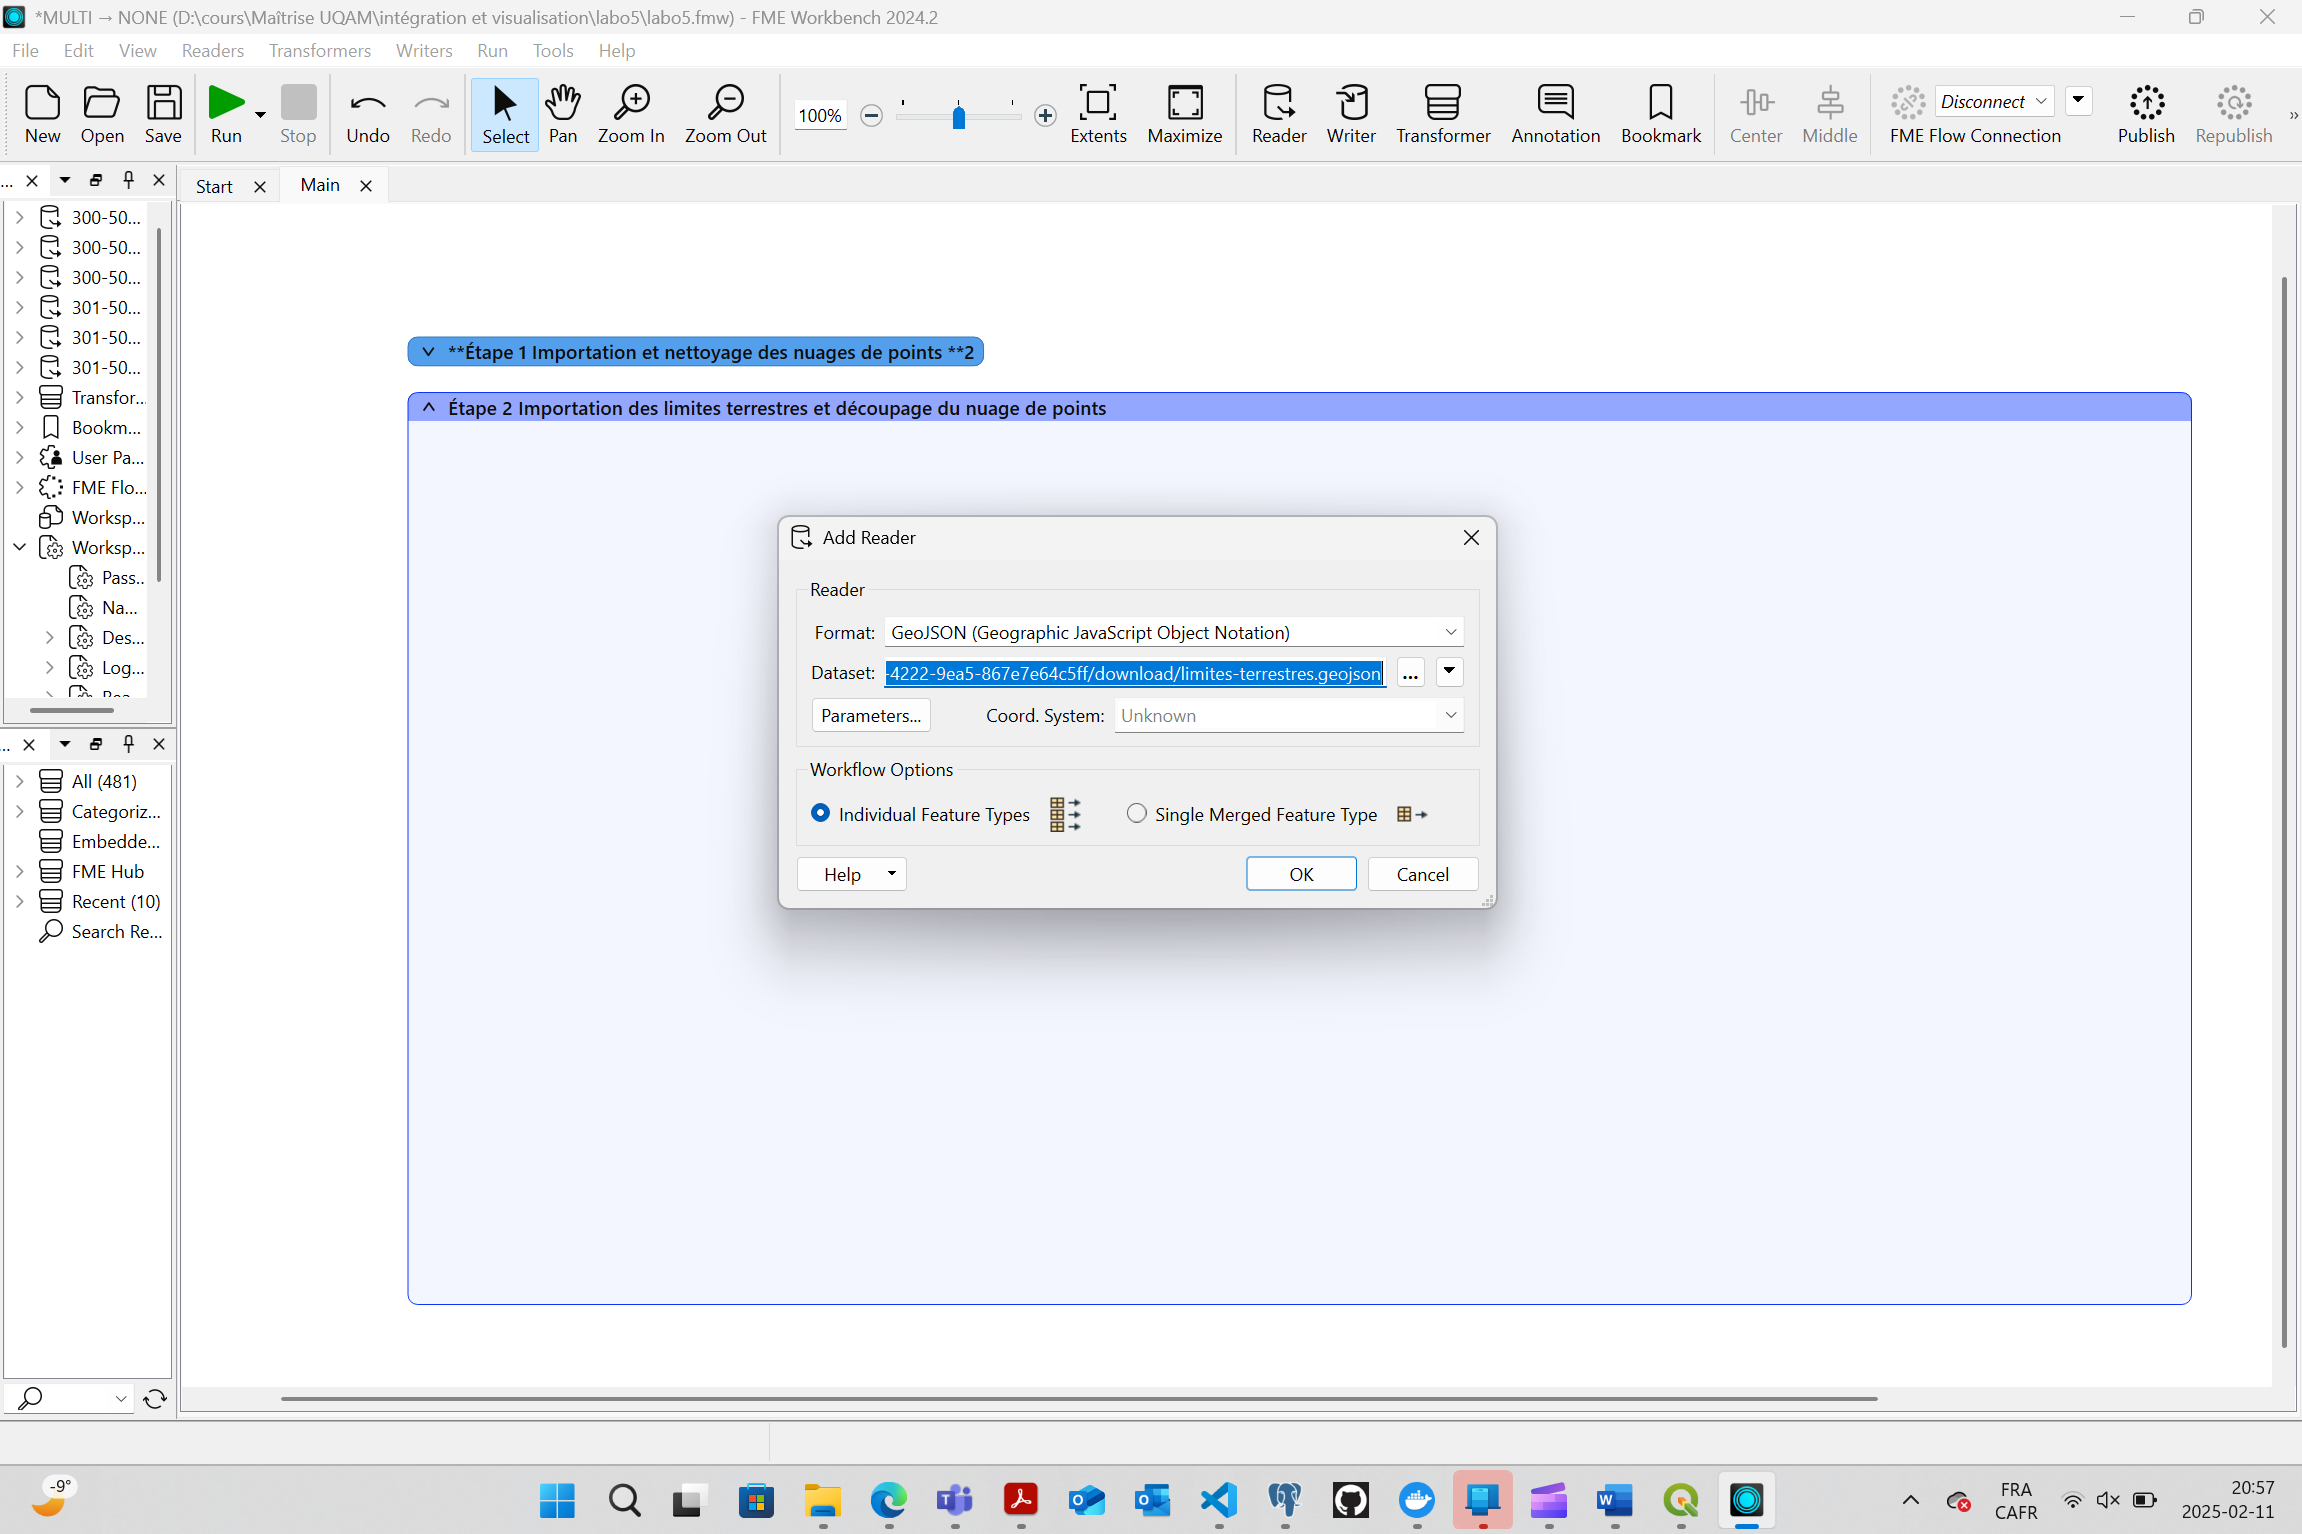 *MULTI → NONE (D:\cours\Maîtrise UQAM\intégration et visualisation\labo5\labo5.fmw) - FME Workbench 2024.2
File Edit View Readers Transformers Writers Run Tools Help
New Open Save Run Stop Undo Redo Select Pan Zoom In Zoom Out 100% Extents Maximize Reader Writer Transformer Annotation Bookmark Center Middle Disconnect FME Flow Connection Publish Republish »
...
Start
Main
300-50...
300-50...
300-50...
301-50...
301-50...
301-50...
Transfor...
Bookm...
User Pa...
FME Flo...
Worksp...
Worksp...
Pass...
Na...
Des...
Log...
...
All (481)
Categoriz...
Embedde...
FME Hub
Recent (10)
Search Re...
**Étape 1 Importation et nettoyage des nuages de points **2
Étape 2 Importation des limites terrestres et découpage du nuage de points
Add Reader
Reader
Format: GeoJSON (Geographic JavaScript Object Notation)
Dataset: -4222-9ea5-867e7e64c5ff/download/limites-terrestres.geojson ...
Parameters... Coord. System: Unknown
Workflow Options
Individual Feature Types Single Merged Feature Type
Help OK Cancel
-9°
FRA
CAFR
20:57
2025-02-11